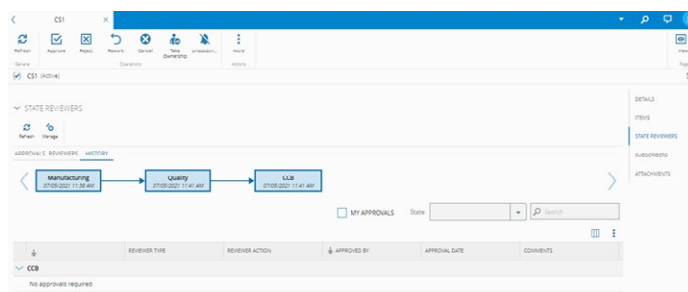 CS1
Refresh
Approve
Reject
Rework
Cancel
Take Ownership
More
View
General
Operations
Actions
CS1 (Active)
STATE REVIEWERS
Refresh
Manage
APPROVALS REVIEWERS HISTORY
Manufacturing
07/05/2021 11:38 AM
Quality
07/05/2021 11:41 AM
CCB
07/05/2021 11:41 AM
MY APPROVALS
State
Search
REVIEWER TYPE
REVIEWER ACTION
APPROVED BY
APPROVAL DATE
COMMENTS
CCB
No approvals required
DETAILS
ITEMS
STATE REVIEWERS
SUBSCRIBERS
ATTACHMENTS